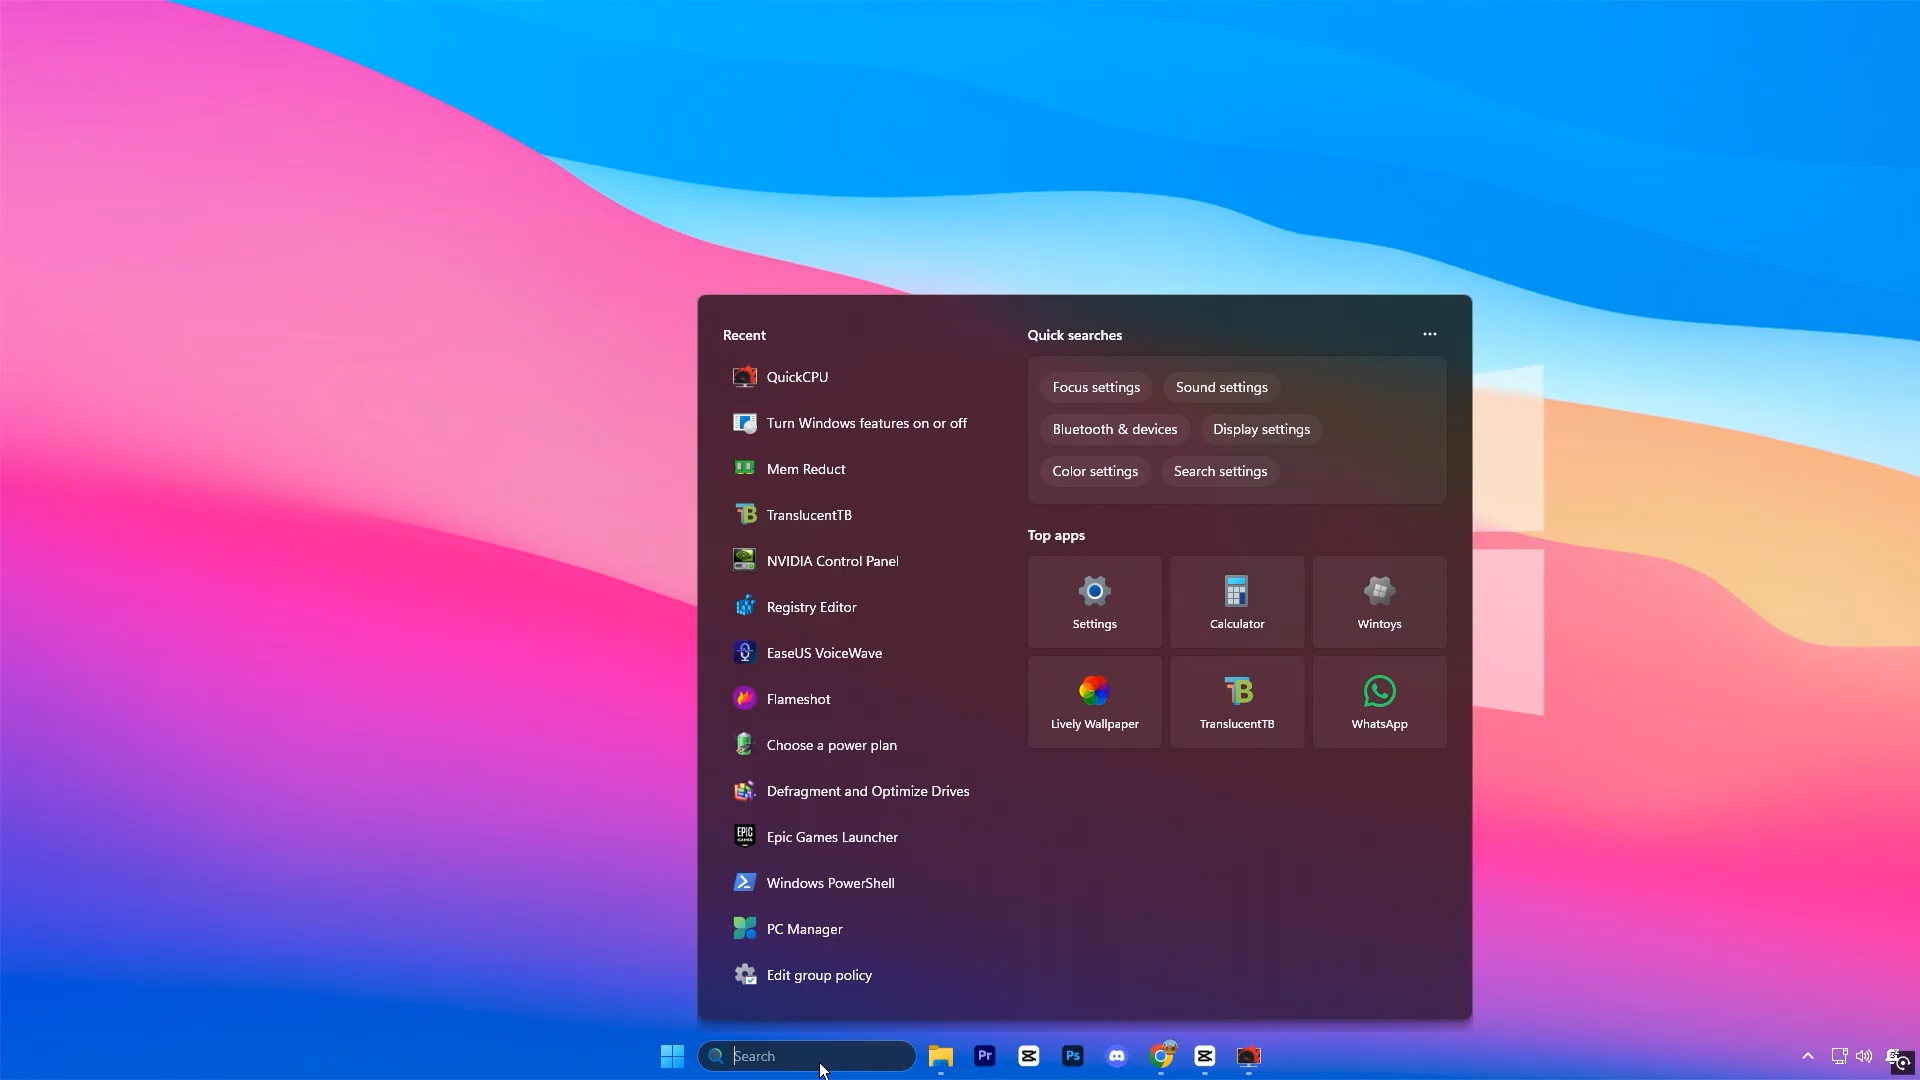 Recent
QuickCPU
Turn Windows features on or off
Mem Reduct
TranslucentTB
NVIDIA Control Panel
Registry Editor
EaseUS VoiceWave
Flameshot
Choose a power plan
Defragment and Optimize Drives
EPIC
GAMES
Epic Games Launcher
Windows PowerShell
PC Manager
Edit group policy
Quick searches
Focus settings Sound settings
Bluetooth & devices Display settings
Color settings Search settings
Top apps
Settings Calculator Wintoys
Lively Wallpaper TranslucentTB WhatsApp
Search
Pr
Ps